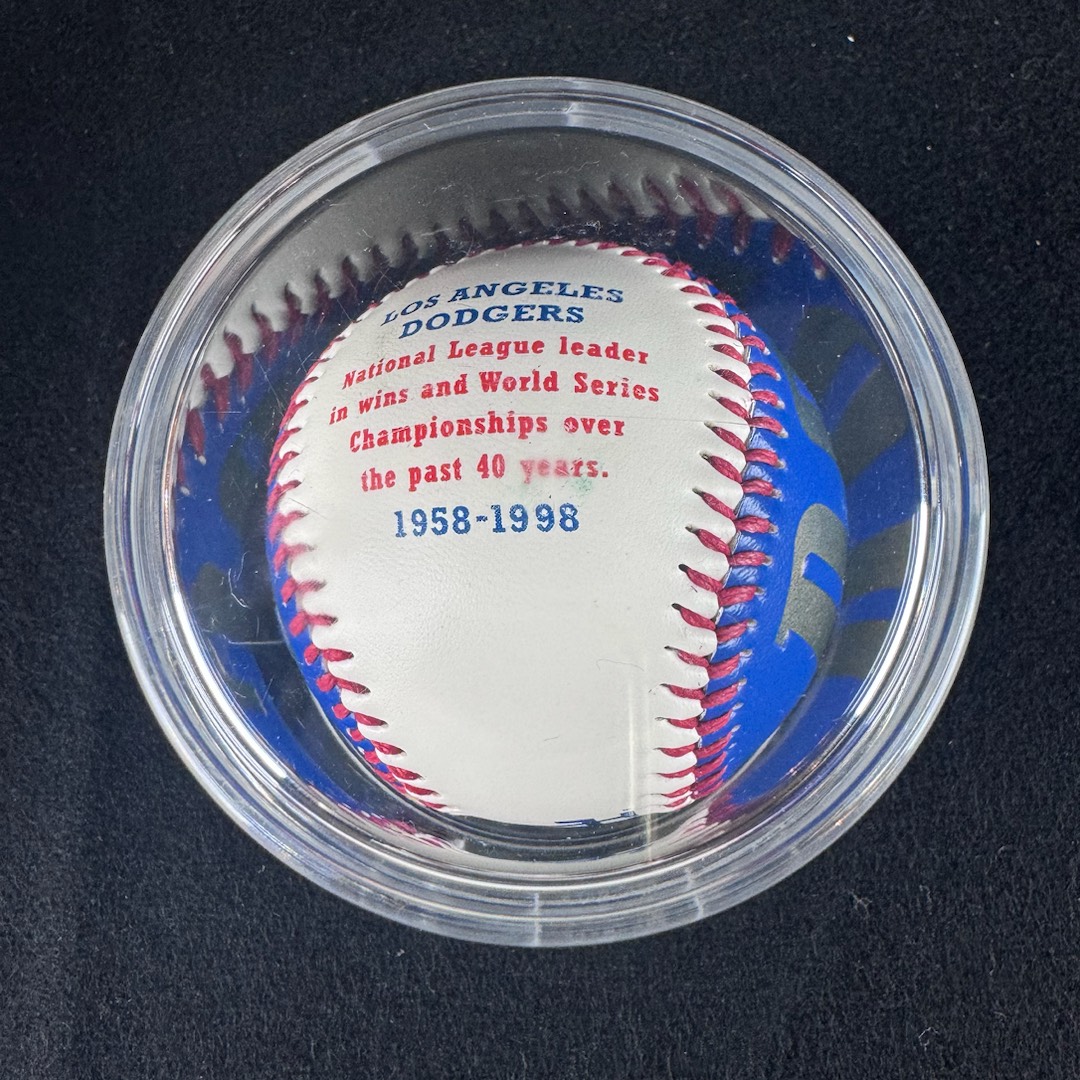 LOS ANGELES
DODGERS
National League leader
in wins and World Series
Championships over
the past 40 years.
1958-1998